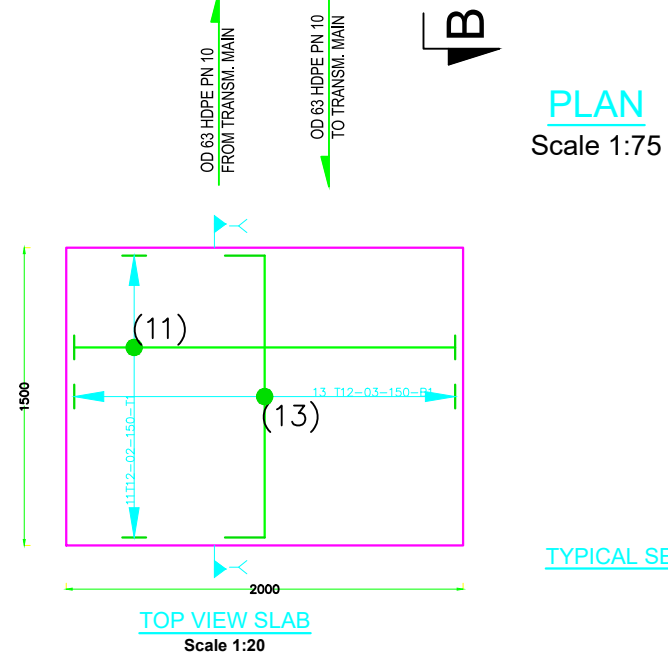 OD 63 HDPE PN 10
FROM TRANSM. MAIN
OD 63 HDPE PN 10
TO TRANSM. MAIN
B
PLAN
Scale 1:75
(11)
13 T12-03-150-B1
(13)
11T12-02-150-T1
1500
2000
TOP VIEW SLAB
Scale 1:20
TYPICAL SE